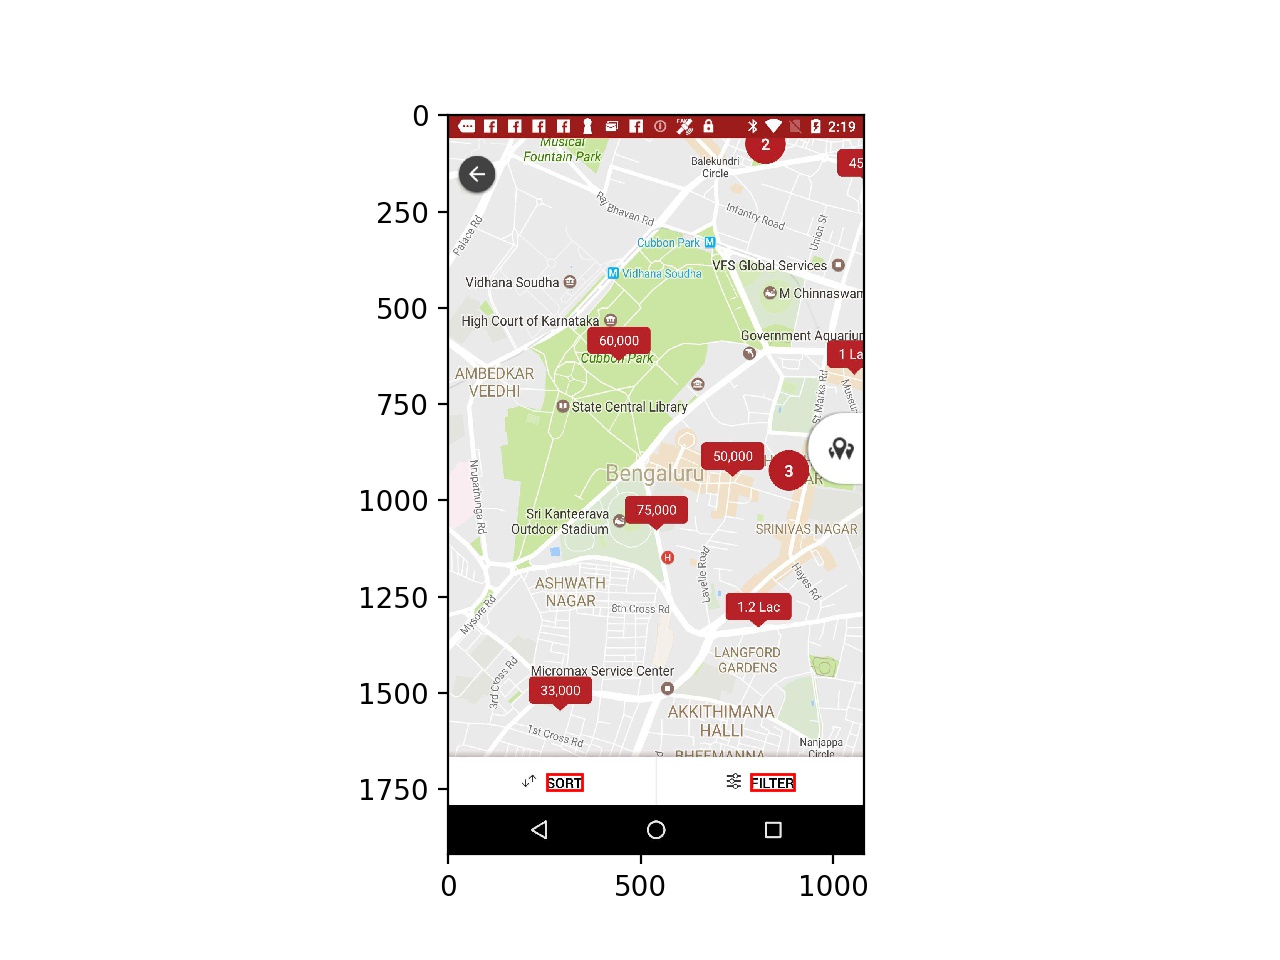 0
250
500
750
1000
1250
1500
1750
0
500
1000
2:19
2
Musical
Fountain Park
Balekundri
Circle
45
Raj Bhavan Rd
Infantry Road
Union St
Palace Rd
Cubbon Park
M
VFS Global Services
M
Vidhana Soudha
Vidhana Soudha
M Chinnaswam
High Court of Karnataka
60,000
Government Aquarium
Cubbon Park
1 La
AMBEDKAR
VEEDHI
St Marks Rd
State Central Library
50,000
Bengaluru
3
AR
Nrupathunga Rd
75,000
Sri Kanteerava
Outdoor Stadium
SRINIVAS NAGAR
H
Lavelle Road
Hayes Rd
ASHWATH
NAGAR
8th Cross Rd
1.2 Lac
Mysore Rd
LANGFORD
GARDENS
3rd Cross Rd
Micromax Service Center
33,000
AKKITHIMANA
HALLI
1st Cross Rd
Nanjappa
Circle
BHEEMANNA
SORT
FILTER